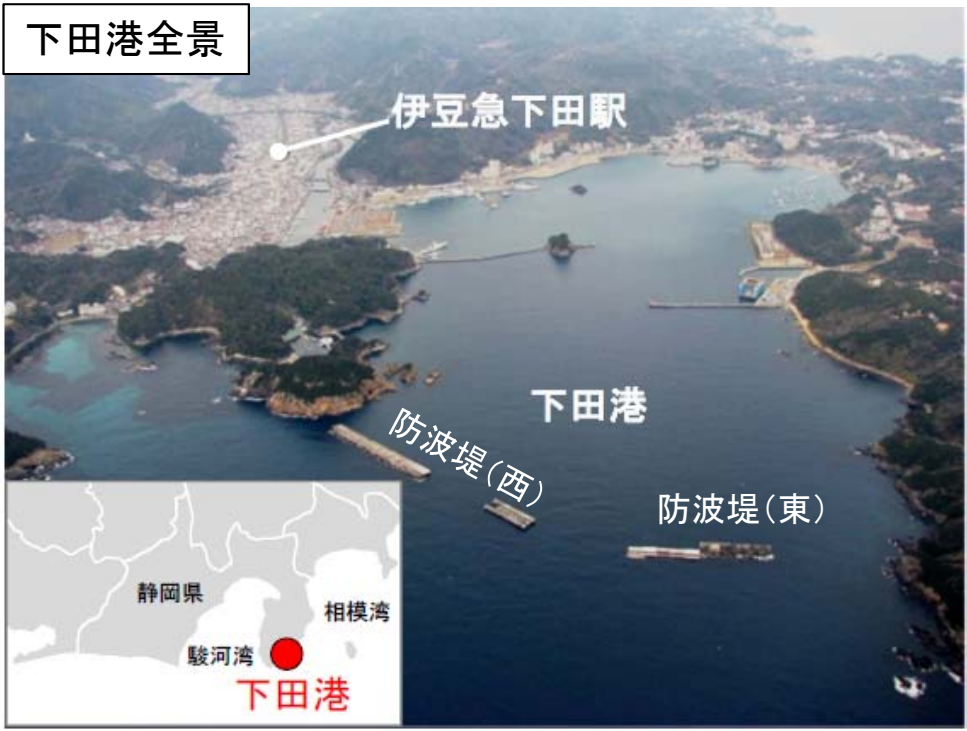 下田港全景
伊豆急下田駅
下田港
防波堤(西)
防波堤(東)
静岡県
相模湾
駿河湾
下田港